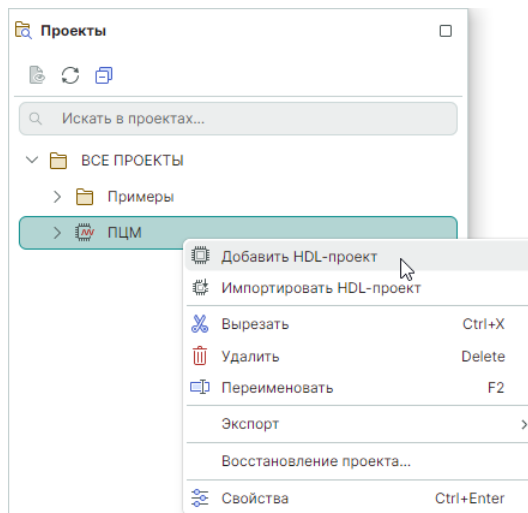 Проекты
Искать в проектах...
ВСЕ ПРОЕКТЫ
Примеры
ПЦМ
Добавить HDL-проект
Импортировать HDL-проект
Вырезать Ctrl+X
Удалить Delete
Переименовать F2
Экспорт
Восстановление проекта...
Свойства Ctrl+Enter